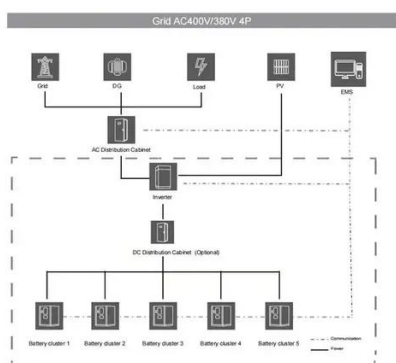 Grid AC400V/380V 4P
Grid
DG
Load
PV
EMS
AC Distribution Cabinet
Inverter
DC Distribution Cabinet (Optional)
Battery cluster 1
Battery cluster 2
Battery cluster 3
Battery cluster 4
Battery cluster 5
Communication
Power